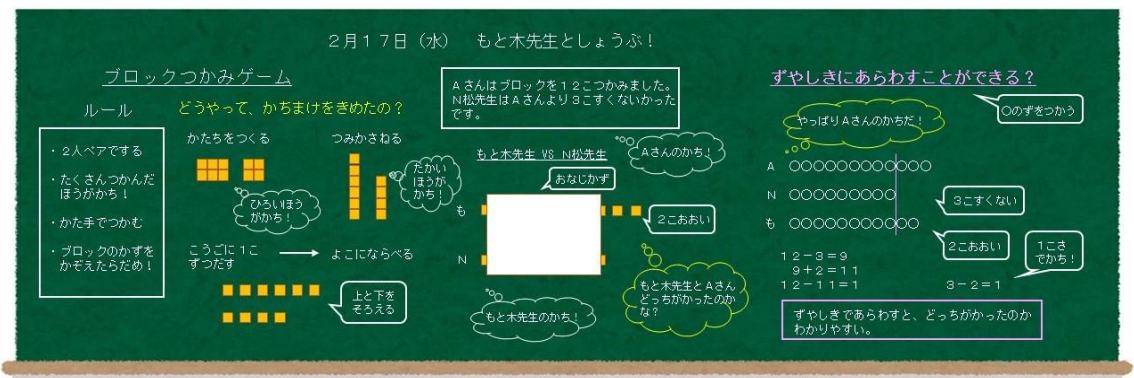 2月17日（水）　もと木先生としょうぶ！
ブロックつかみゲーム
ルール
・2人ペアでする
・たくさんつかんだ
ほうがかち！
・かた手でつかむ
・ブロックのかずを
かぞえたらだめ！
どうやって、かちまけをきめたの？
かたちをつくる
つみかさねる
ひろいほう
がかち！
たかい
ほうが
かち！
こうごに1こ
ずつだす
よこにならべる
上と下を
そろえる
Aさんはブロックを12こつかみました。
N松先生はAさんより3こすくないかった
です。
もと木先生 VS N松先生
Aさんのかち！
おなじかず
も
2こおおい
N
もと木先生のかち！
もと木先生とAさん
どっちがかったのか
な？
ずやしきにあらわすことができる？
○のずをつかう
やっぱりAさんのかちだ！
A ○○○○○○○○○○○○○
N ○○○○○○○○○
も ○○○○○○○○○○○
3こすくない
2こおおい
1こさ
でかち！
12－3＝9
9＋2＝11
12－11＝1
3－2＝1
ずやしきであらわすと、どっちがかったのか
わかりやすい。